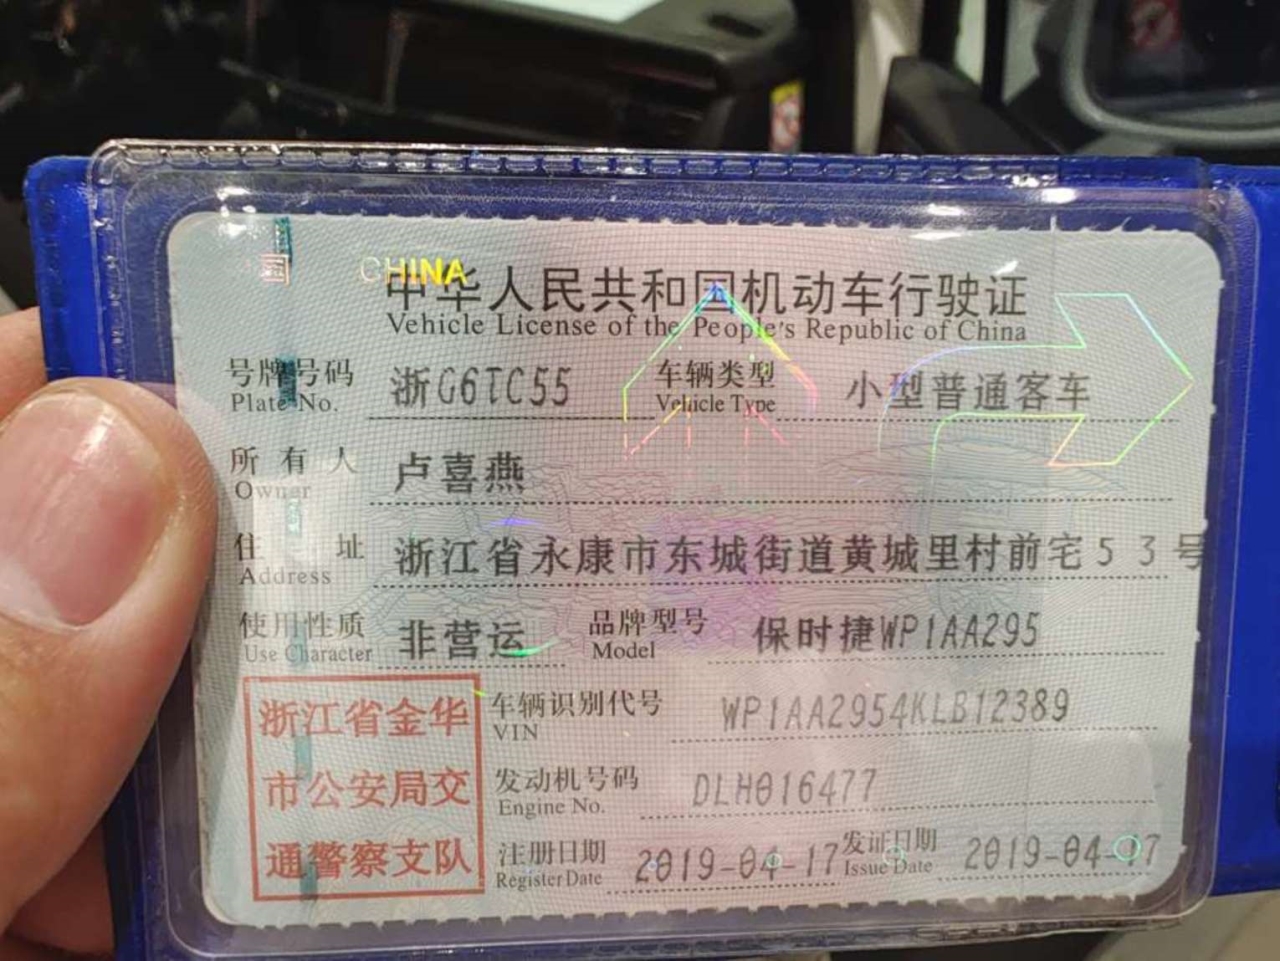 国 CHINA
中华人民共和国机动车行驶证
Vehicle License of the People's Republic of China
号牌号码 浙G6TC55 车辆类型 小型普通客车
Plate No. Vehicle Type
所有人 卢喜燕
Owner
住址 浙江省永康市东城街道黄城里村前宅53号
Address
使用性质 非营运 品牌型号 保时捷WP1AA295
Use Character Model
浙江省金华
市公安局交
通警察支队
车辆识别代号 WP1AA2954KLB12389
VIN
发动机号码 DLH016477
Engine No.
注册日期 2019-04-17 发证日期 2019-04-17
Register Date Issue Date